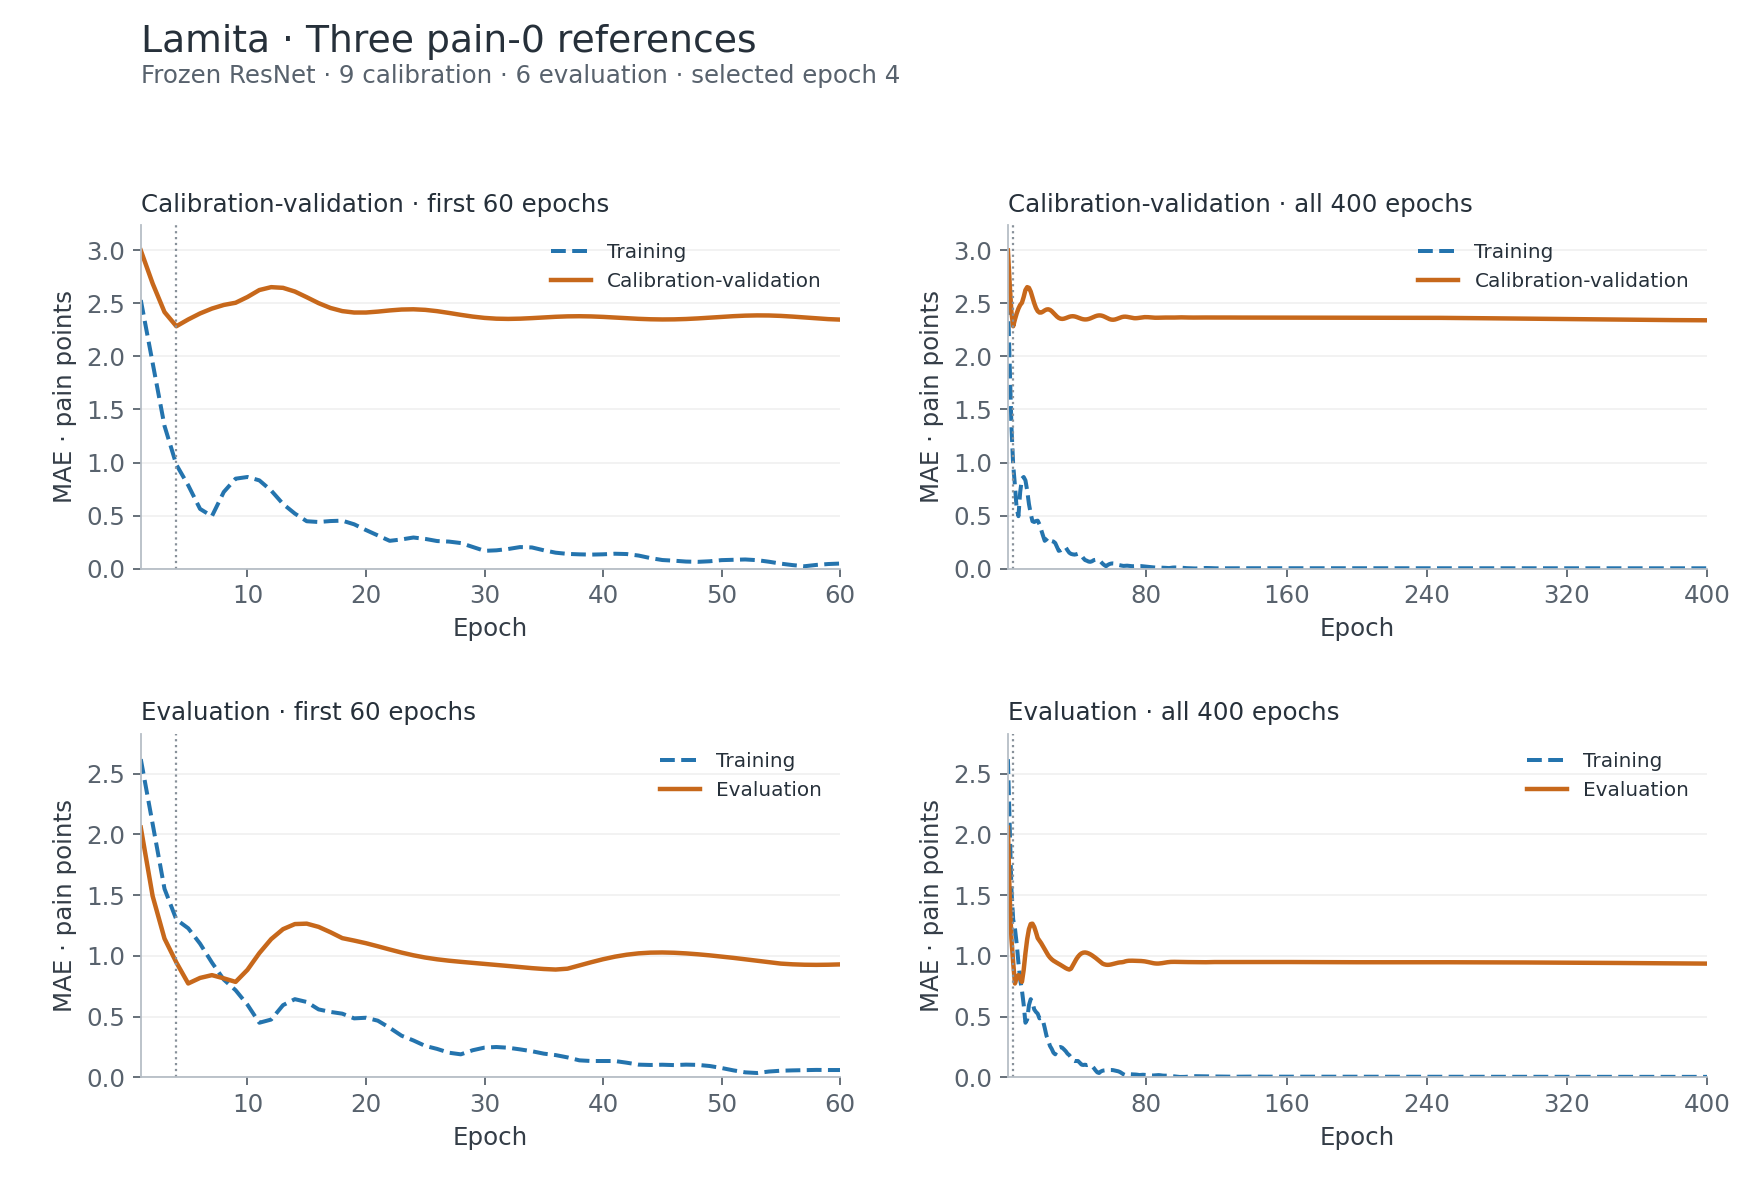 Lamita · Three pain-0 references
Frozen ResNet · 9 calibration · 6 evaluation · selected epoch 4
Calibration-validation · first 60 epochs
MAE · pain points
3.0
2.5
2.0
1.5
1.0
0.5
0.0
Training
Calibration-validation
10 20 30 40 50 60
Epoch
Calibration-validation · all 400 epochs
MAE · pain points
3.0
2.5
2.0
1.5
1.0
0.5
0.0
Training
Calibration-validation
80 160 240 320 400
Epoch
Evaluation · first 60 epochs
MAE · pain points
2.5
2.0
1.5
1.0
0.5
0.0
Training
Evaluation
10 20 30 40 50 60
Epoch
Evaluation · all 400 epochs
MAE · pain points
2.5
2.0
1.5
1.0
0.5
0.0
Training
Evaluation
80 160 240 320 400
Epoch